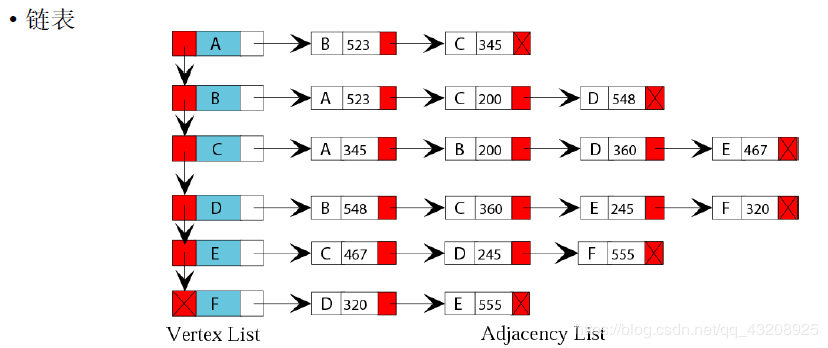 • 链表
A B 523 C 345
B A 523 C 200 D 548
C A 345 B 200 D 360 E 467
D B 548 C 360 E 245 F 320
E C 467 D 245 F 555
F D 320 E 555
Vertex List Adjacency List
https://blog.csdn.net/qq_43208925